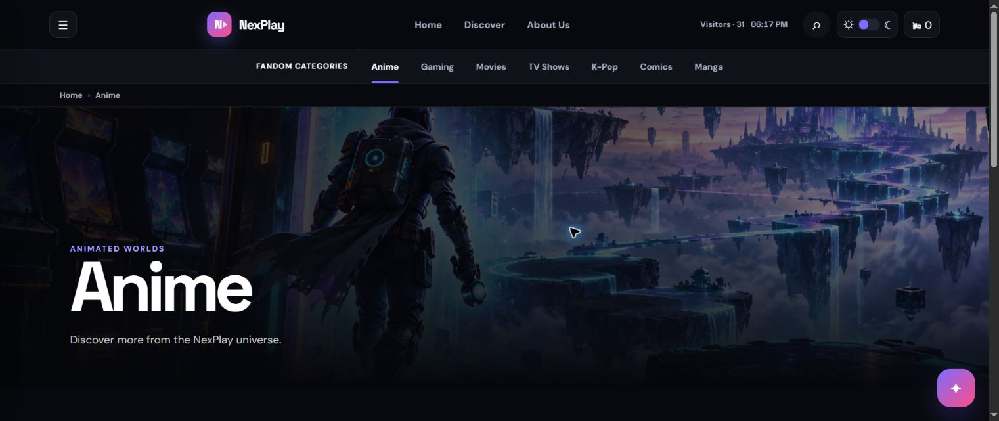 NexPlay
Home Discover About Us
Visitors · 31 06:17 PM
0
FANDOM CATEGORIES
Anime Gaming Movies TV Shows K-Pop Comics Manga
Home › Anime
ANIMATED WORLDS
Anime
Discover more from the NexPlay universe.